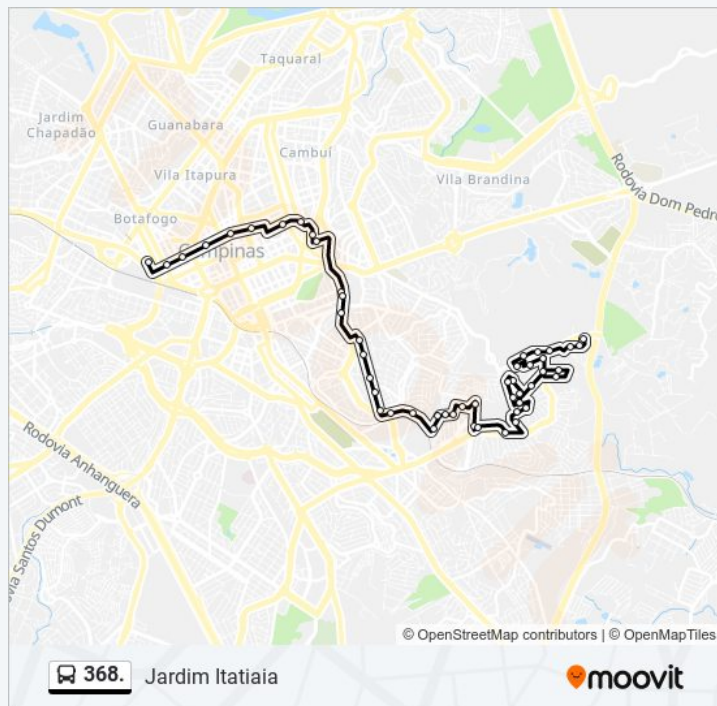 Taquaral
Jardim
Chapadão
Guanabara
Cambuí
Vila Itapura
Vila Brandina
Rodovia Dom Pedro
Botafogo
Campinas
Rodovia Anhanguera
Santos Dumont
© OpenStreetMap contributors | © OpenMapTiles
368.
Jardim Itatiaia
moovit